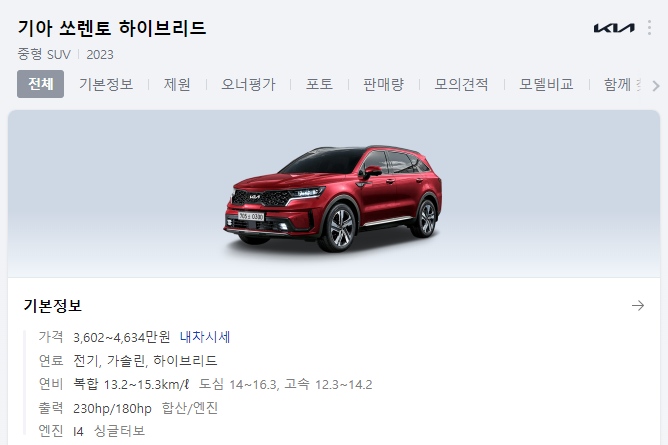 기아 쏘렌토 하이브리드
KIA
중형 SUV 2023
전체 기본정보 제원 오너평가 포토 판매량 모의견적 모델비교 함께
기본정보
가격 3,602~4,634만원 내차시세
연료 전기, 가솔린, 하이브리드
연비 복합 13.2~15.3km/ℓ 도심 14~16.3, 고속 12.3~14.2
출력 230hp/180hp 합산/엔진
엔진 I4 싱글터보